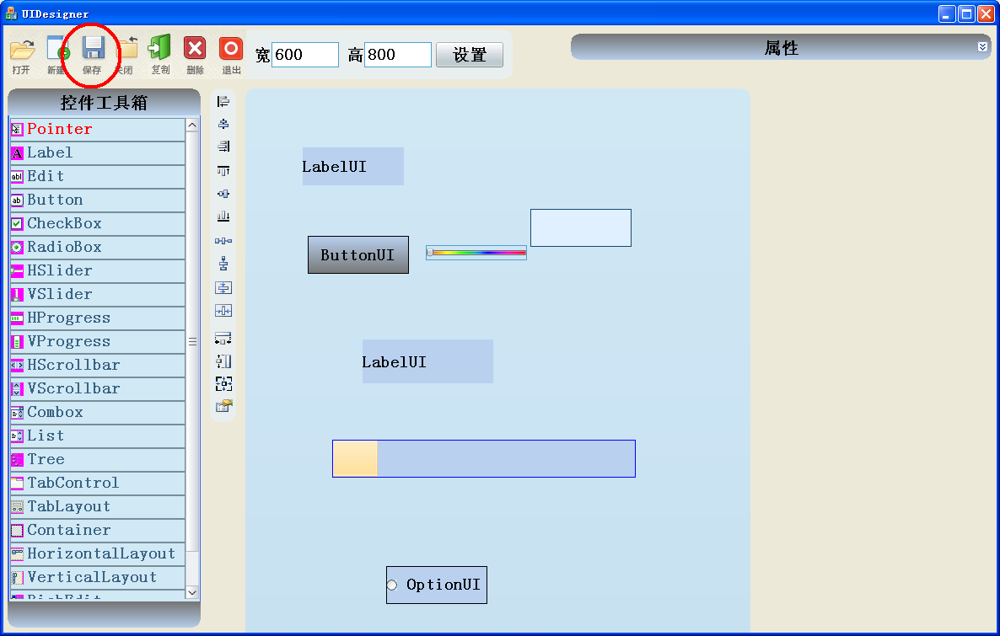 UIDesigner
打开 新建 保存 关闭 复制 删除 退出
宽 600 高 800 设置
属性
控件工具箱
Pointer
Label
Edit
Button
CheckBox
RadioBox
HSlider
VSlider
HProgress
VProgress
HScrollbar
VScrollbar
Combox
List
Tree
TabControl
TabLayout
Container
HorizontalLayout
VerticalLayout
RichEdit
LabelUI
ButtonUI
LabelUI
OptionUI